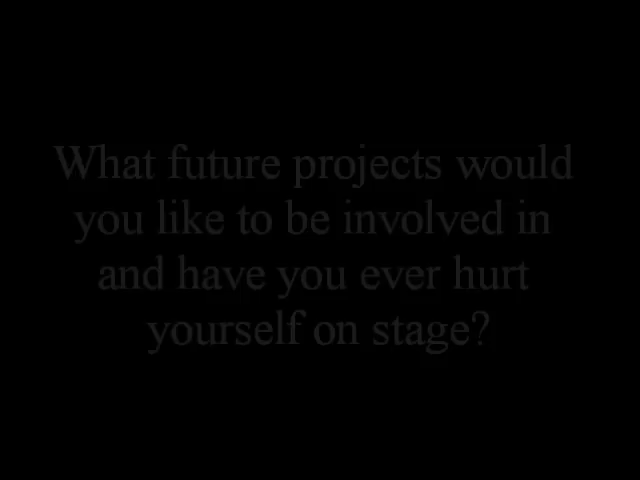 What future projects would
you like to be involved in
and have you ever hurt
yourself on stage?